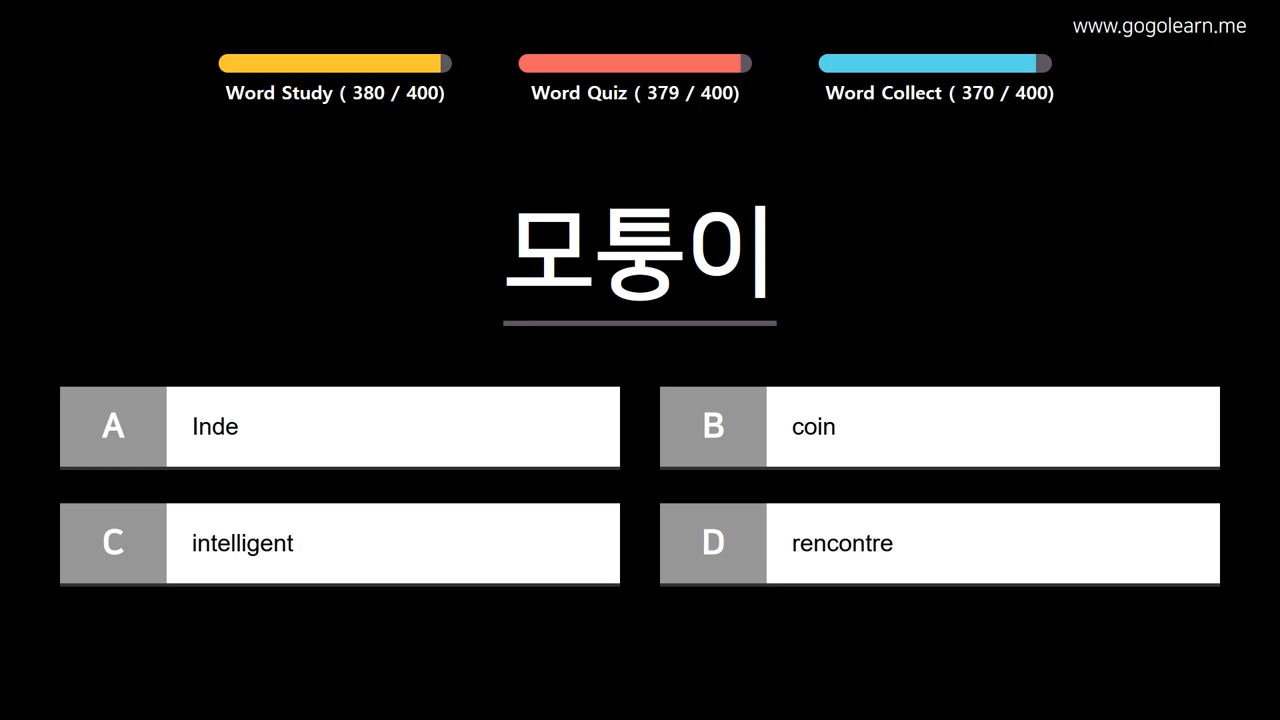 www.gogolearn.me
Word Study ( 380 / 400)
Word Quiz ( 379 / 400)
Word Collect ( 370 / 400)
모퉁이
A Inde
B coin
C intelligent
D rencontre